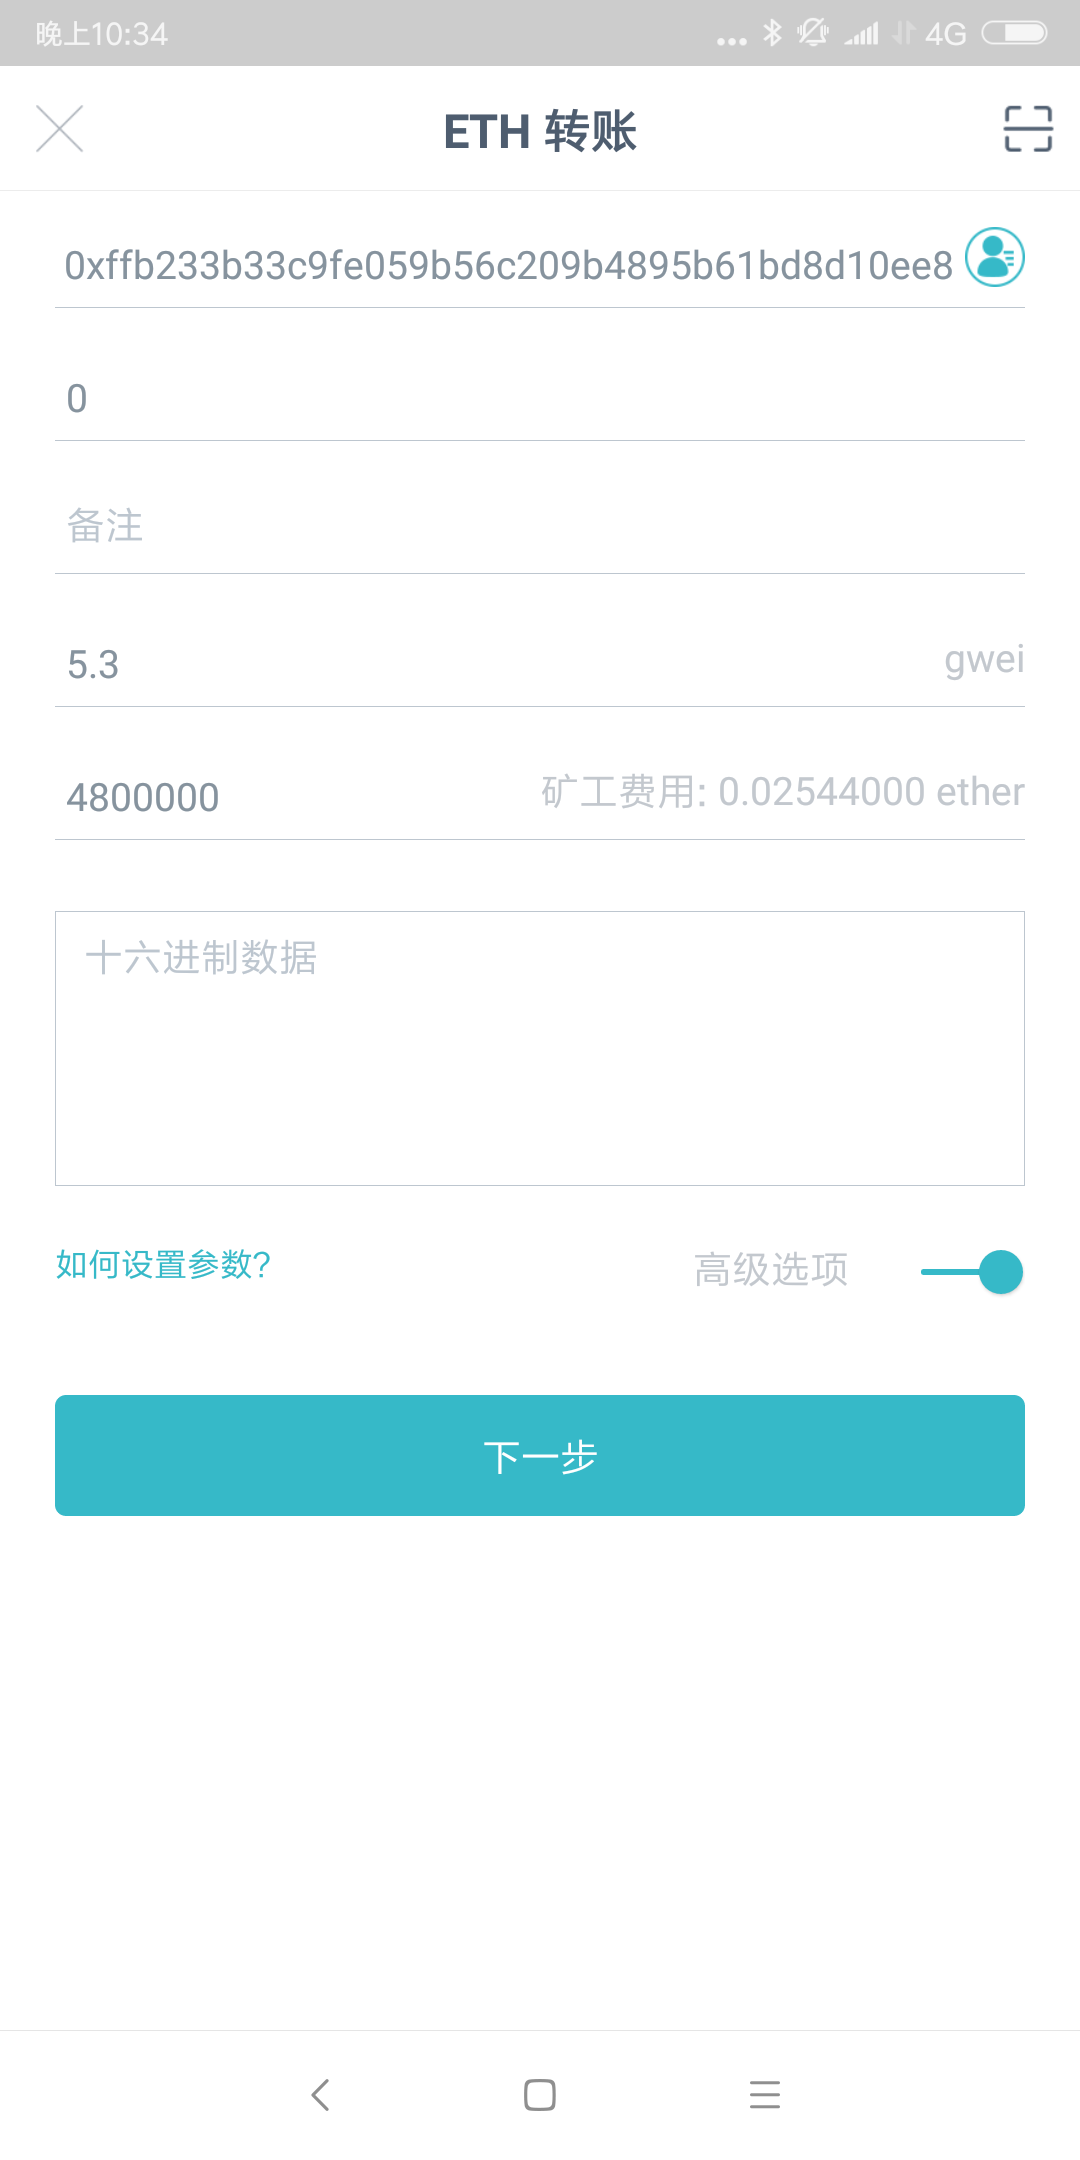 晚上10:34
4G
ETH 转账
0xffb233b33c9fe059b56c209b4895b61bd8d10ee8
0
备注
5.3 gwei
4800000 矿工费用: 0.02544000 ether
十六进制数据
如何设置参数? 高级选项
下一步